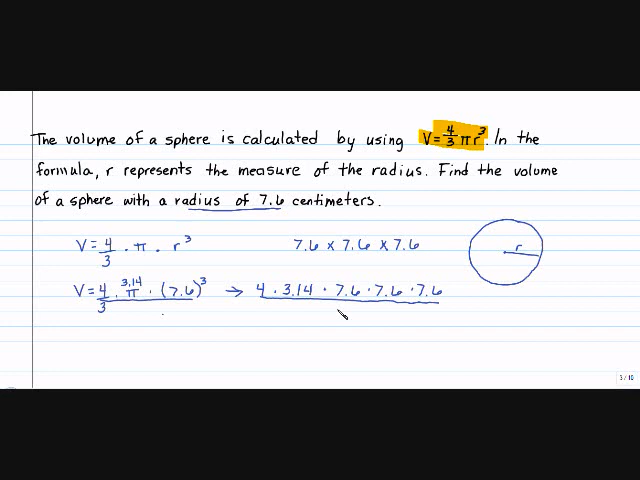 The volume of a sphere is calculated by using V=4/3 πr³. In the
formula, r represents the measure of the radius. Find the volume
of a sphere with a radius of 7.6 centimeters.
V=4/3 · π · r³ 7.6 x 7.6 x 7.6 r
3.14
V=4/3 · π · (7.6)³ → 4 · 3.14 · 7.6 · 7.6 · 7.6
3 / 10